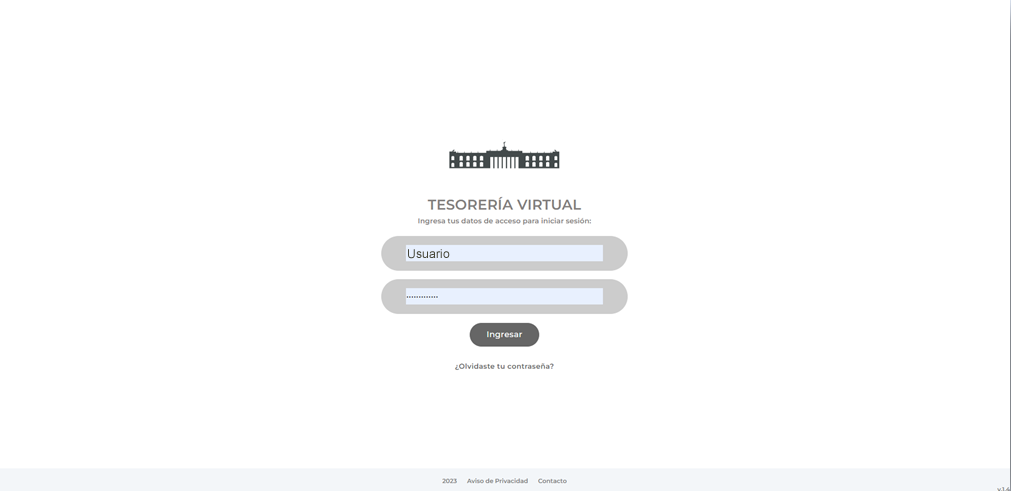 TESORERÍA VIRTUAL
Ingresa tus datos de acceso para iniciar sesión:
Usuario
.............
Ingresar
¿Olvidaste tu contraseña?
2023 Aviso de Privacidad Contacto